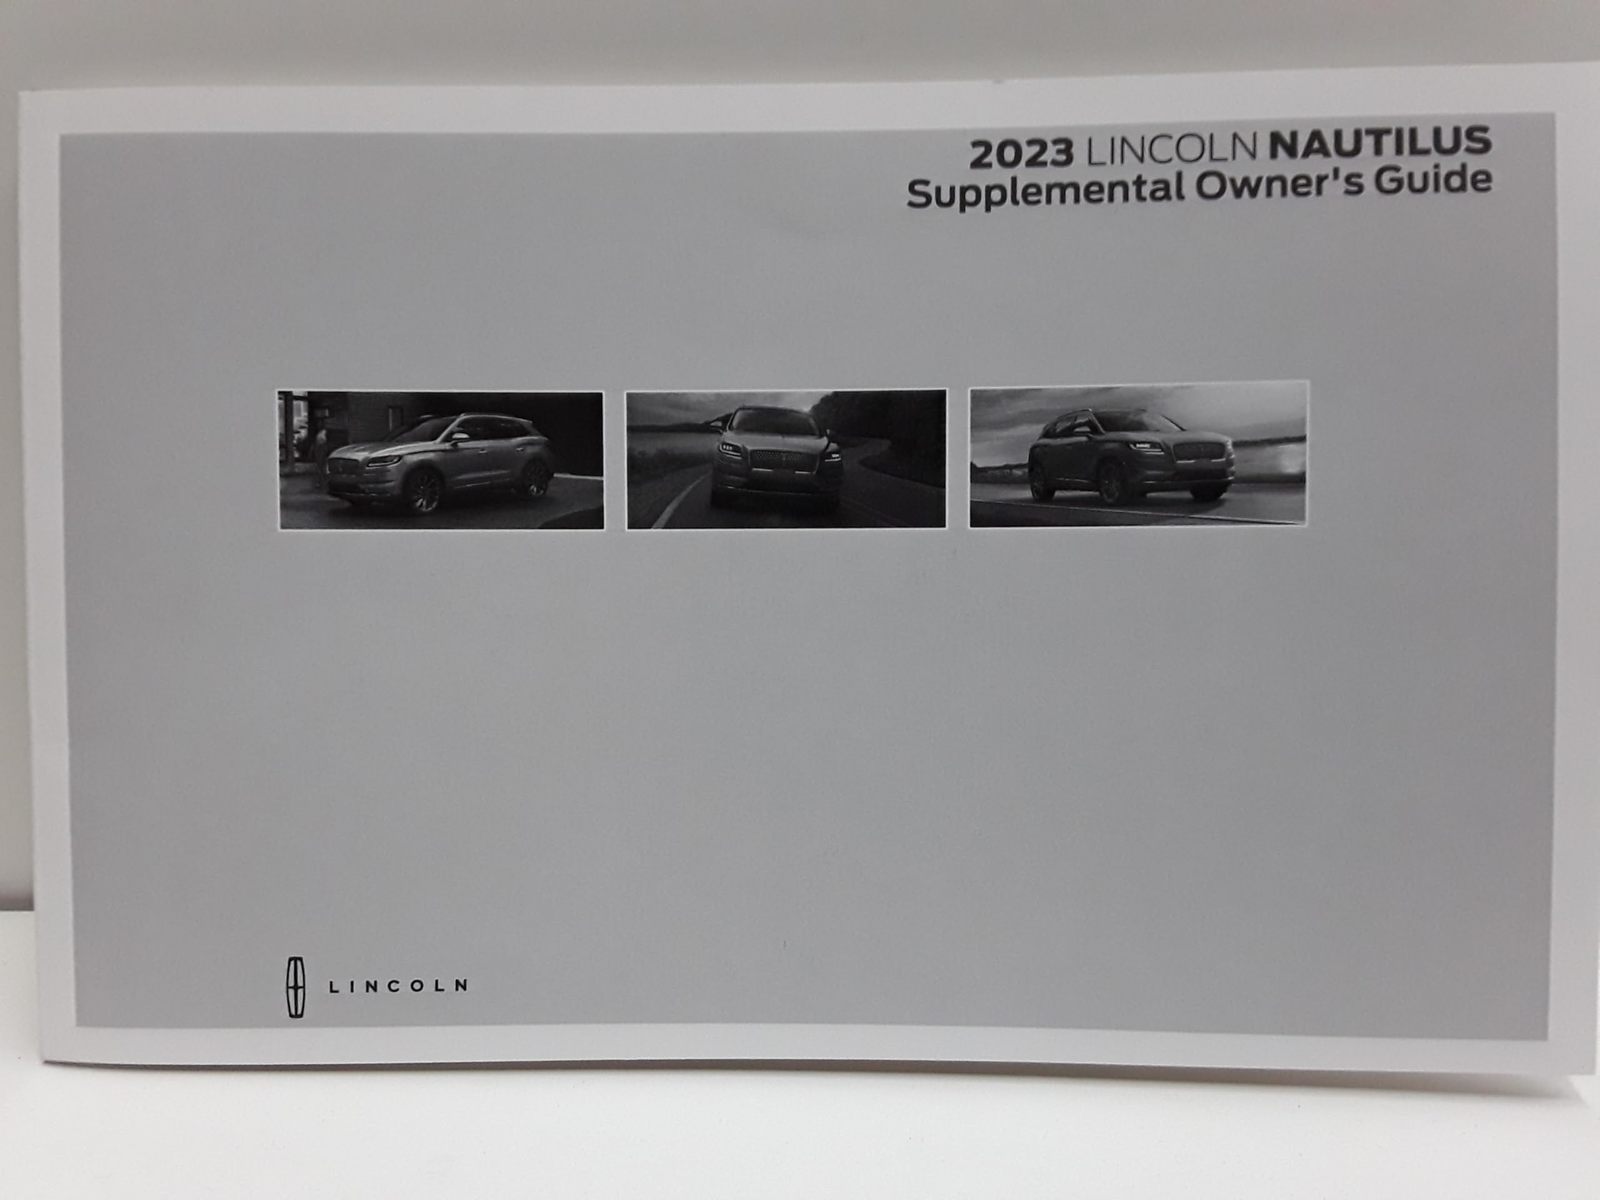 2023 LINCOLN NAUTILUS
Supplemental Owner's Guide
LINCOLN